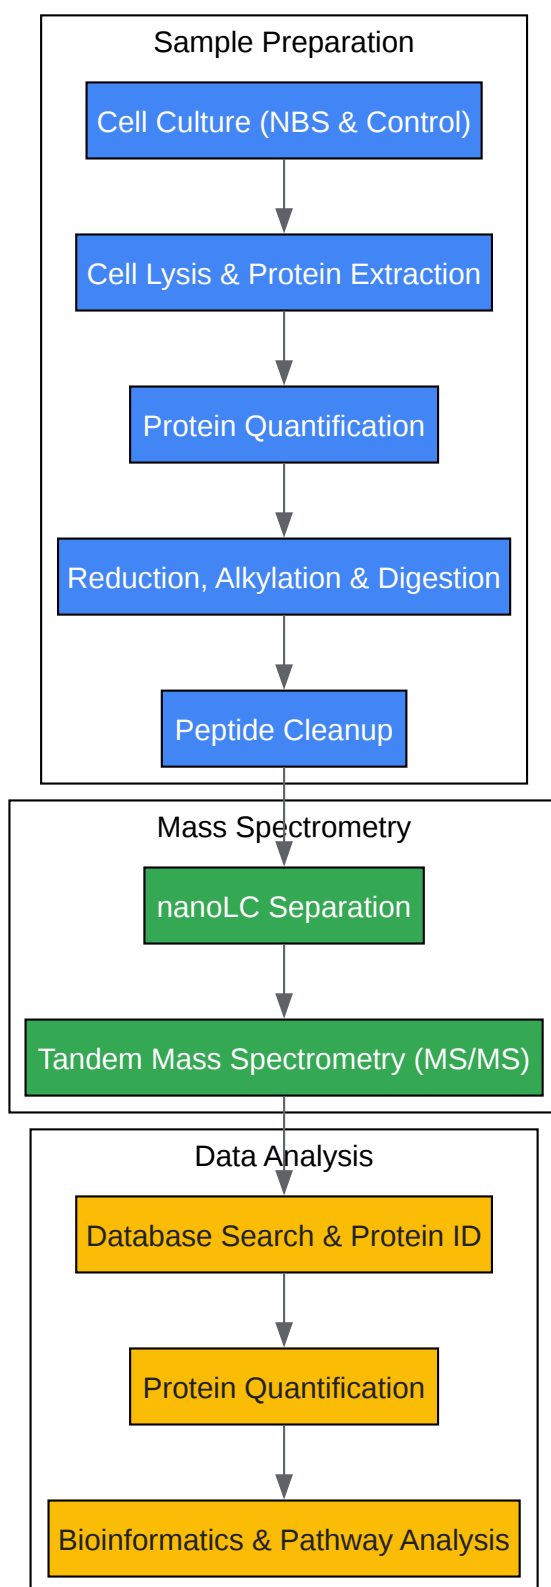 Sample Preparation
Cell Culture (NBS & Control)
Cell Lysis & Protein Extraction
Protein Quantification
Reduction, Alkylation & Digestion
Peptide Cleanup
Mass Spectrometry
nanoLC Separation
Tandem Mass Spectrometry (MS/MS)
Data Analysis
Database Search & Protein ID
Protein Quantification
Bioinformatics & Pathway Analysis